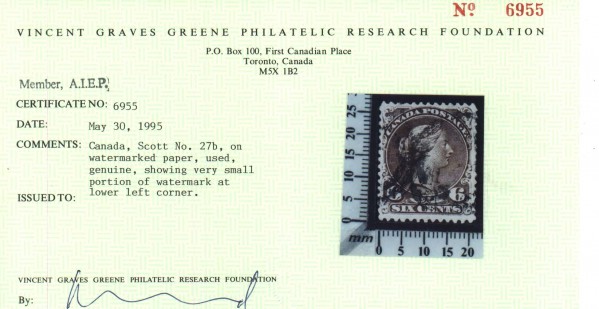 No. 6955
VINCENT GRAVES GREENE PHILATELIC RESEARCH FOUNDATION
P.O. Box 100, First Canadian Place
Toronto, Canada
M5X 1B2
Member, A.I.E.P.
CERTIFICATE NO: 6955
DATE: May 30, 1995
COMMENTS: Canada, Scott No. 27b, on
watermarked paper, used,
genuine, showing very small
portion of watermark at
lower left corner.
ISSUED TO:
CANADA POSTAGE
6
SIX CENTS
25
20
15
10
5
0
mm 0 5 10 15 20
VINCENT GRAVES GREENE PHILATELIC RESEARCH FOUNDATION
By: